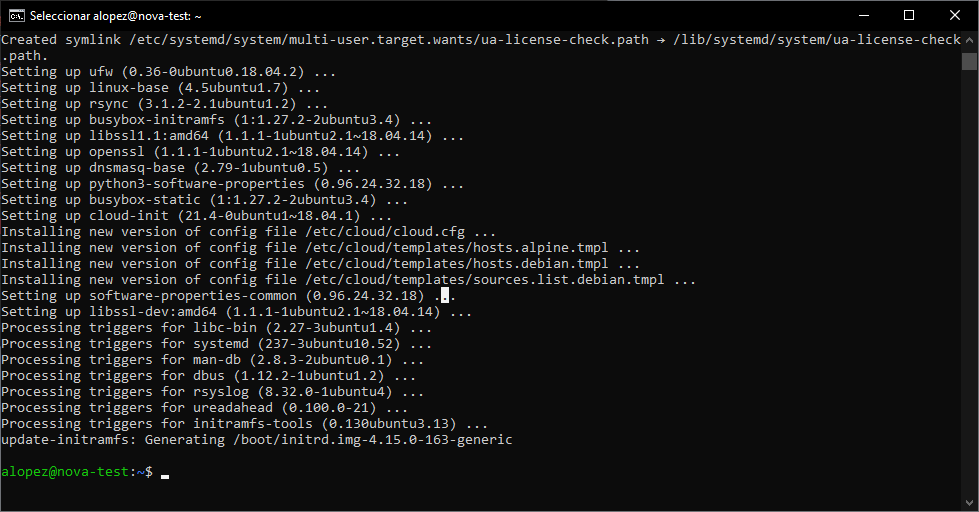 Seleccionar alopez@nova-test: ~
Created symlink /etc/systemd/system/multi-user.target.wants/ua-license-check.path → /lib/systemd/system/ua-license-check
.path.
Setting up ufw (0.36-0ubuntu0.18.04.2) ...
Setting up linux-base (4.5ubuntu1.7) ...
Setting up rsync (3.1.2-2.1ubuntu1.2) ...
Setting up busybox-initramfs (1:1.27.2-2ubuntu3.4) ...
Setting up libssl1.1:amd64 (1.1.1-1ubuntu2.1~18.04.14) ...
Setting up openssl (1.1.1-1ubuntu2.1~18.04.14) ...
Setting up dnsmasq-base (2.79-1ubuntu0.5) ...
Setting up python3-software-properties (0.96.24.32.18) ...
Setting up busybox-static (1:1.27.2-2ubuntu3.4) ...
Setting up cloud-init (21.4-0ubuntu1~18.04.1) ...
Installing new version of config file /etc/cloud/cloud.cfg ...
Installing new version of config file /etc/cloud/templates/hosts.alpine.tmpl ...
Installing new version of config file /etc/cloud/templates/hosts.debian.tmpl ...
Installing new version of config file /etc/cloud/templates/sources.list.debian.tmpl ...
Setting up software-properties-common (0.96.24.32.18) ...
Setting up libssl-dev:amd64 (1.1.1-1ubuntu2.1~18.04.14) ...
Processing triggers for libc-bin (2.27-3ubuntu1.4) ...
Processing triggers for systemd (237-3ubuntu10.52) ...
Processing triggers for man-db (2.8.3-2ubuntu0.1) ...
Processing triggers for dbus (1.12.2-1ubuntu1.2) ...
Processing triggers for rsyslog (8.32.0-1ubuntu4) ...
Processing triggers for ureadahead (0.100.0-21) ...
Processing triggers for initramfs-tools (0.130ubuntu3.13) ...
update-initramfs: Generating /boot/initrd.img-4.15.0-163-generic
alopez@nova-test:~$